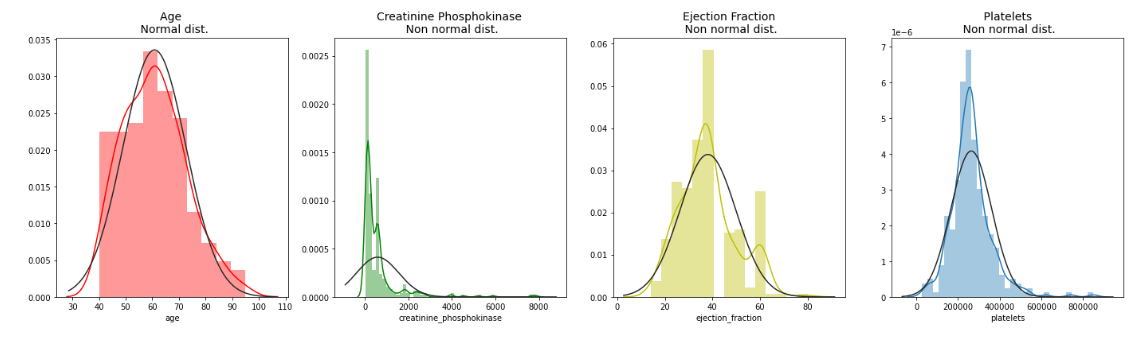 Age
Normal dist.
0.035
0.030
0.025
0.020
0.015
0.010
0.005
0.000
30 40 50 60 70 80 90 100 110
age
Creatinine Phosphokinase
Non normal dist.
0.0025
0.0020
0.0015
0.0010
0.0005
0.0000
0 2000 4000 6000 8000
creatinine_phosphokinase
Ejection Fraction
Non normal dist.
0.06
0.05
0.04
0.03
0.02
0.01
0.00
20 40 60 80
ejection_fraction
Platelets
Non normal dist.
1e-6
7
6
5
4
3
2
1
0
0 200000 400000 600000 800000
platelets